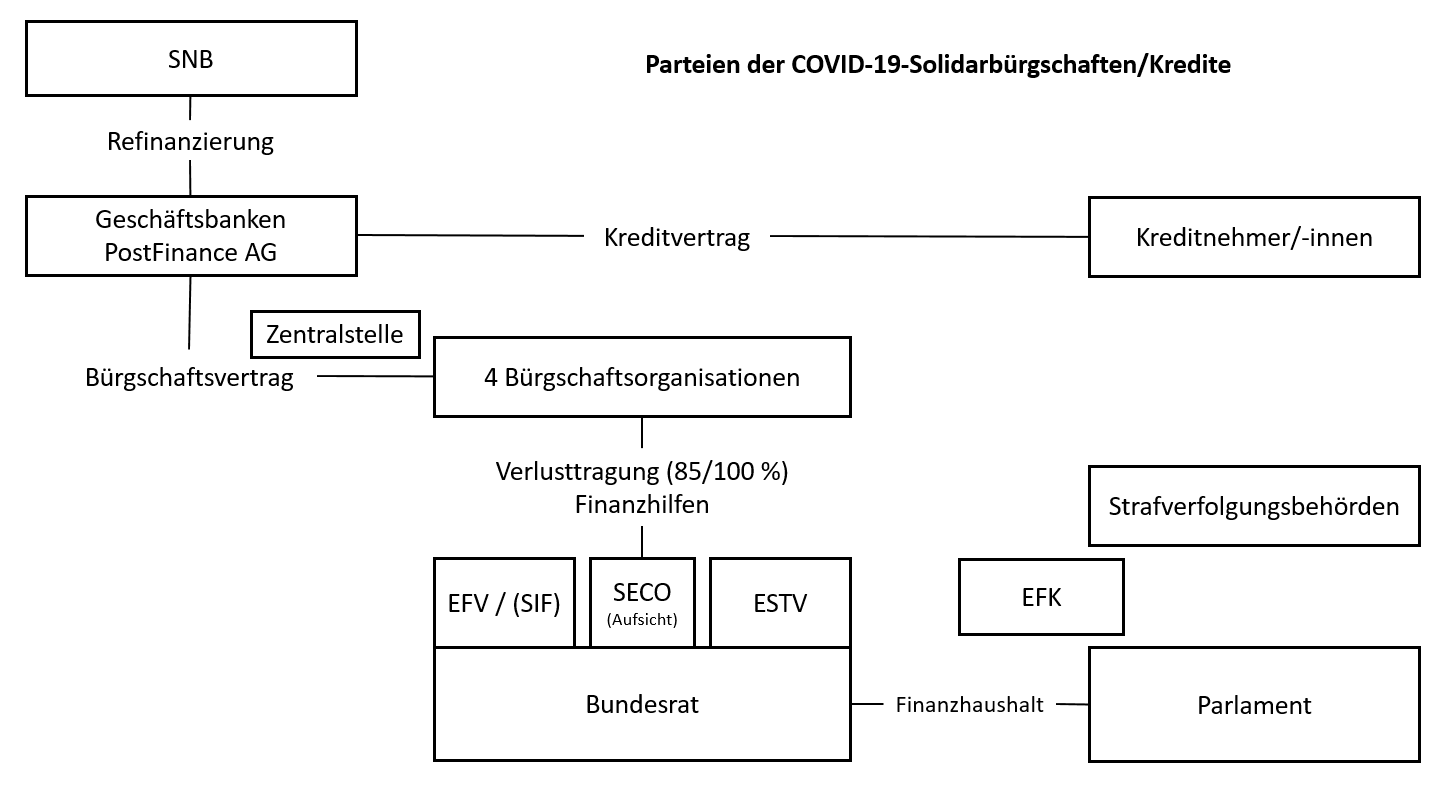 SNB
Parteien der COVID-19-Solidarbürgschaften/Kredite
Refinanzierung
Geschäftsbanken
PostFinance AG
Kreditvertrag
Kreditnehmer/-innen
Zentralstelle
Bürgschaftsvertrag
4 Bürgschaftsorganisationen
Verlusttragung (85/100 %)
Finanzhilfen
Strafverfolgungsbehörden
EFV / (SIF)
SECO
(Aufsicht)
ESTV
EFK
Bundesrat
Finanzhaushalt
Parlament